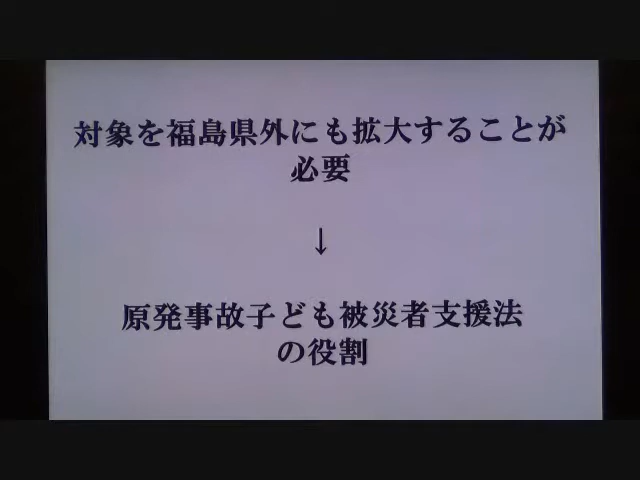 対象を福島県外にも拡大することが
必要
↓
原発事故子ども被災者支援法
の役割